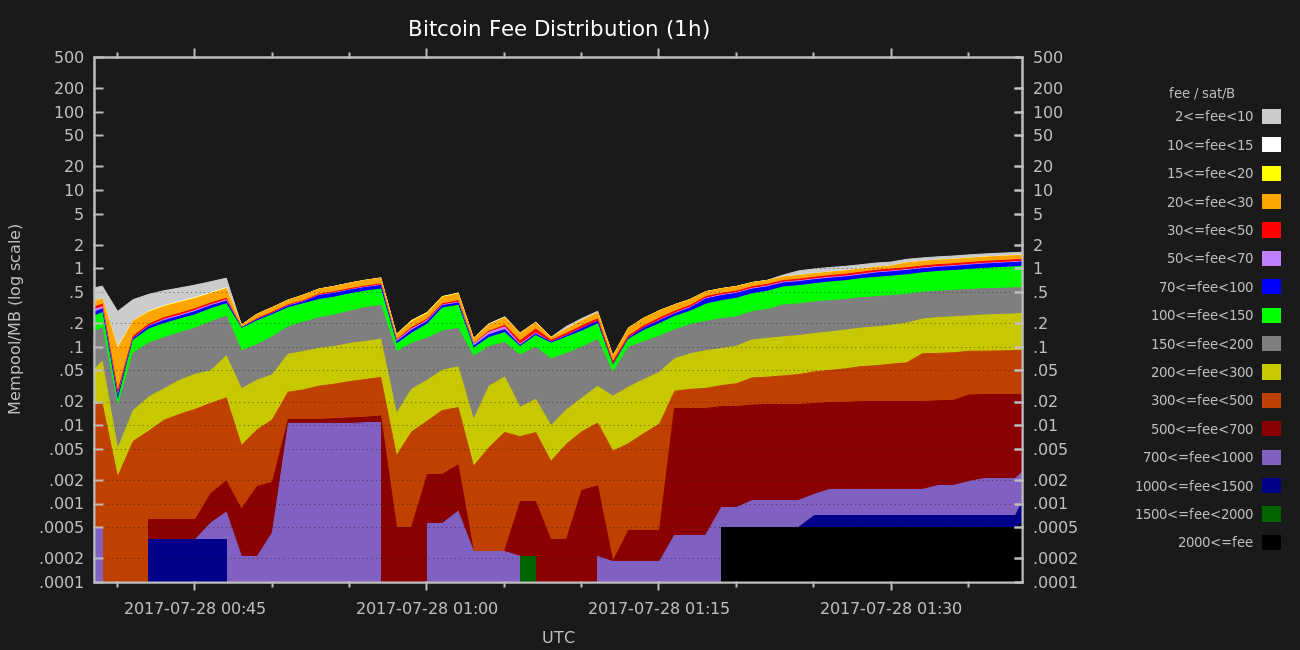 Bitcoin Fee Distribution (1h)
Mempool/MB (log scale)
500
200
100
50
20
10
5
2
1
.5
.2
.1
.05
.02
.01
.005
.002
.001
.0005
.0002
.0001
500
200
100
50
20
10
5
2
1
.5
.2
.1
.05
.02
.01
.005
.002
.001
.0005
.0002
.0001
2017-07-28 00:45
2017-07-28 01:00
2017-07-28 01:15
2017-07-28 01:30
UTC
fee / sat/B
2<=fee<10
10<=fee<15
15<=fee<20
20<=fee<30
30<=fee<50
50<=fee<70
70<=fee<100
100<=fee<150
150<=fee<200
200<=fee<300
300<=fee<500
500<=fee<700
700<=fee<1000
1000<=fee<1500
1500<=fee<2000
2000<=fee